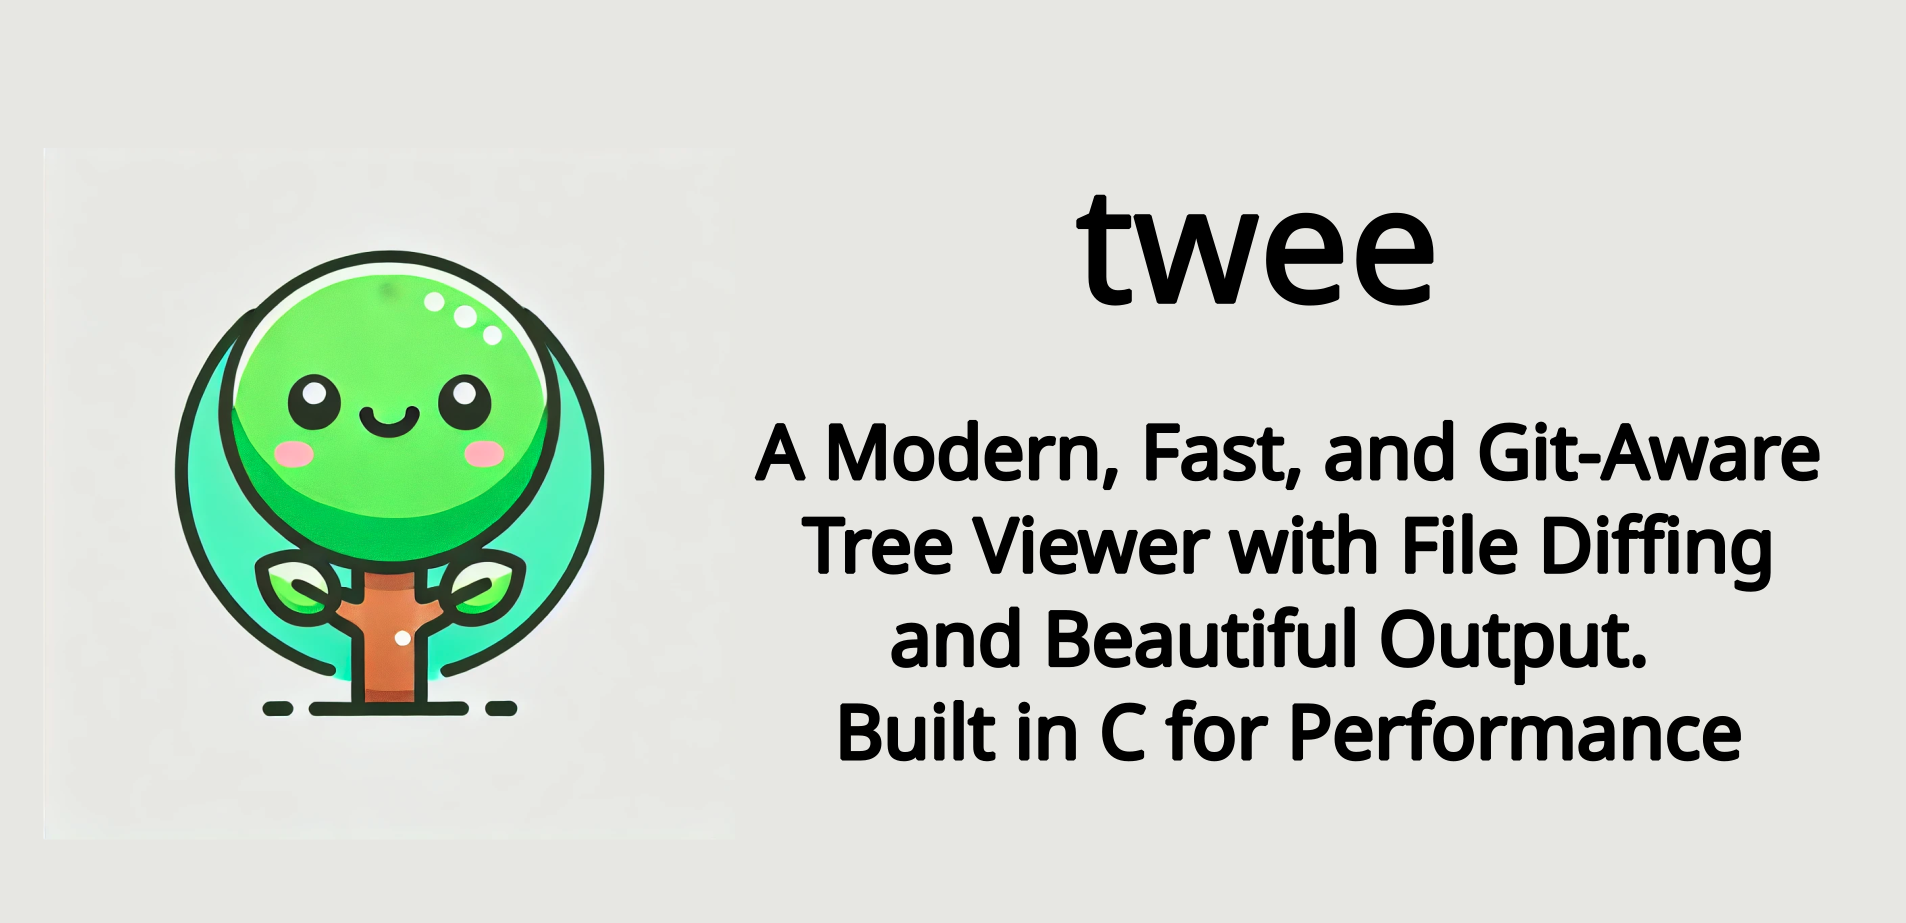 twee
A Modern, Fast, and Git-Aware
Tree Viewer with File Diffing
and Beautiful Output.
Built in C for Performance